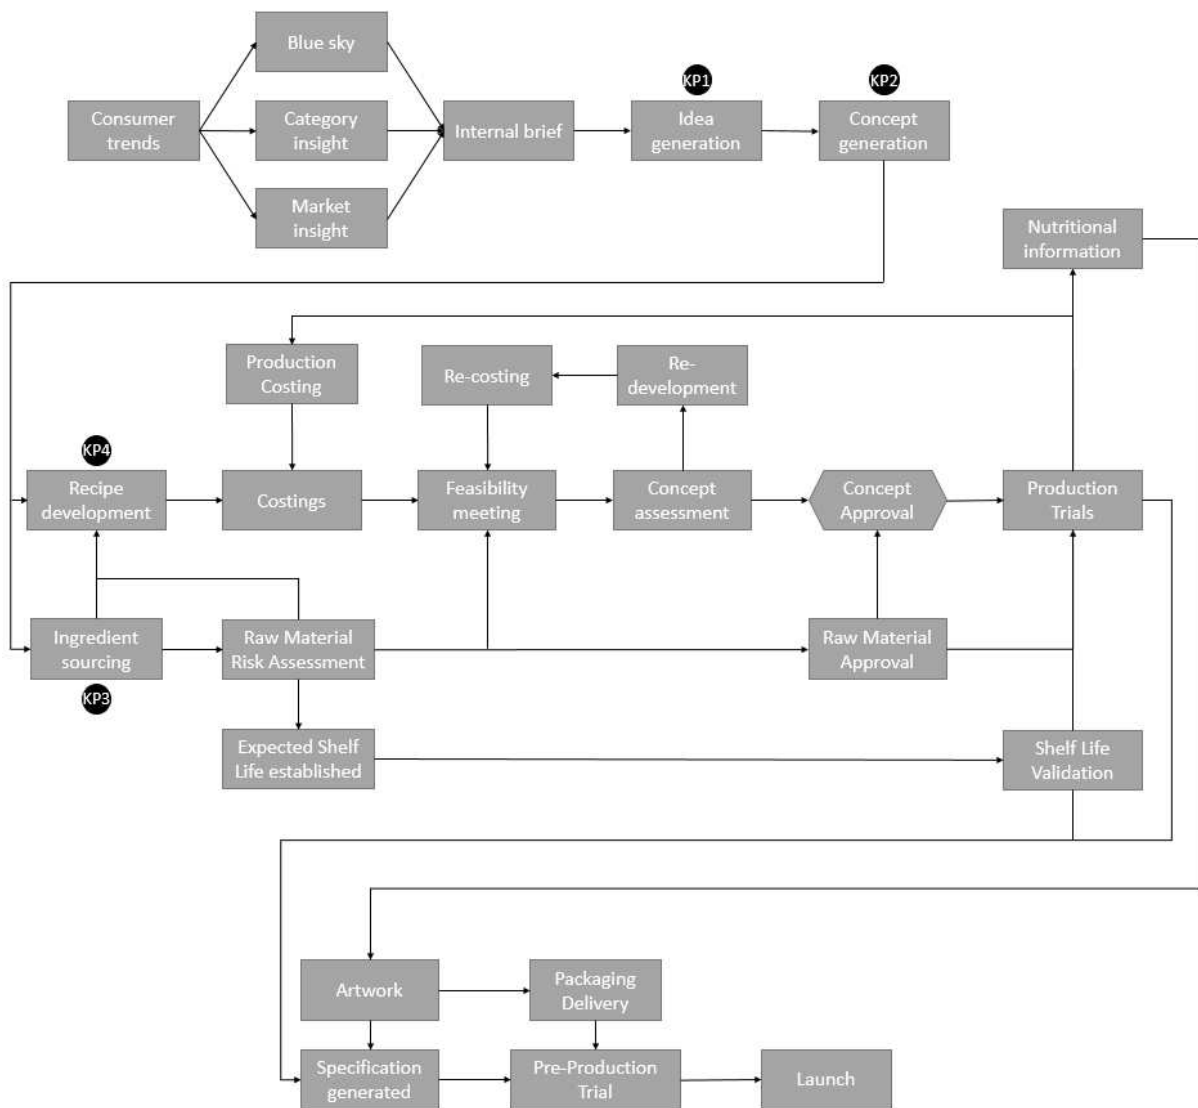 Blue sky
KP1
KP2
Consumer
trends
Category
insight
Internal brief
Idea
generation
Concept
generation
Market
insight
Nutritional
information
Production
Costing
Re-costing
Re-
development
KP4
Recipe
development
Costings
Feasibility
meeting
Concept
assessment
Concept
Approval
Production
Trials
Ingredient
sourcing
Raw Material
Risk Assessment
Raw Material
Approval
KP3
Expected Shelf
Life established
Shelf Life
Validation
Artwork
Packaging
Delivery
Specification
generated
Pre-Production
Trial
Launch